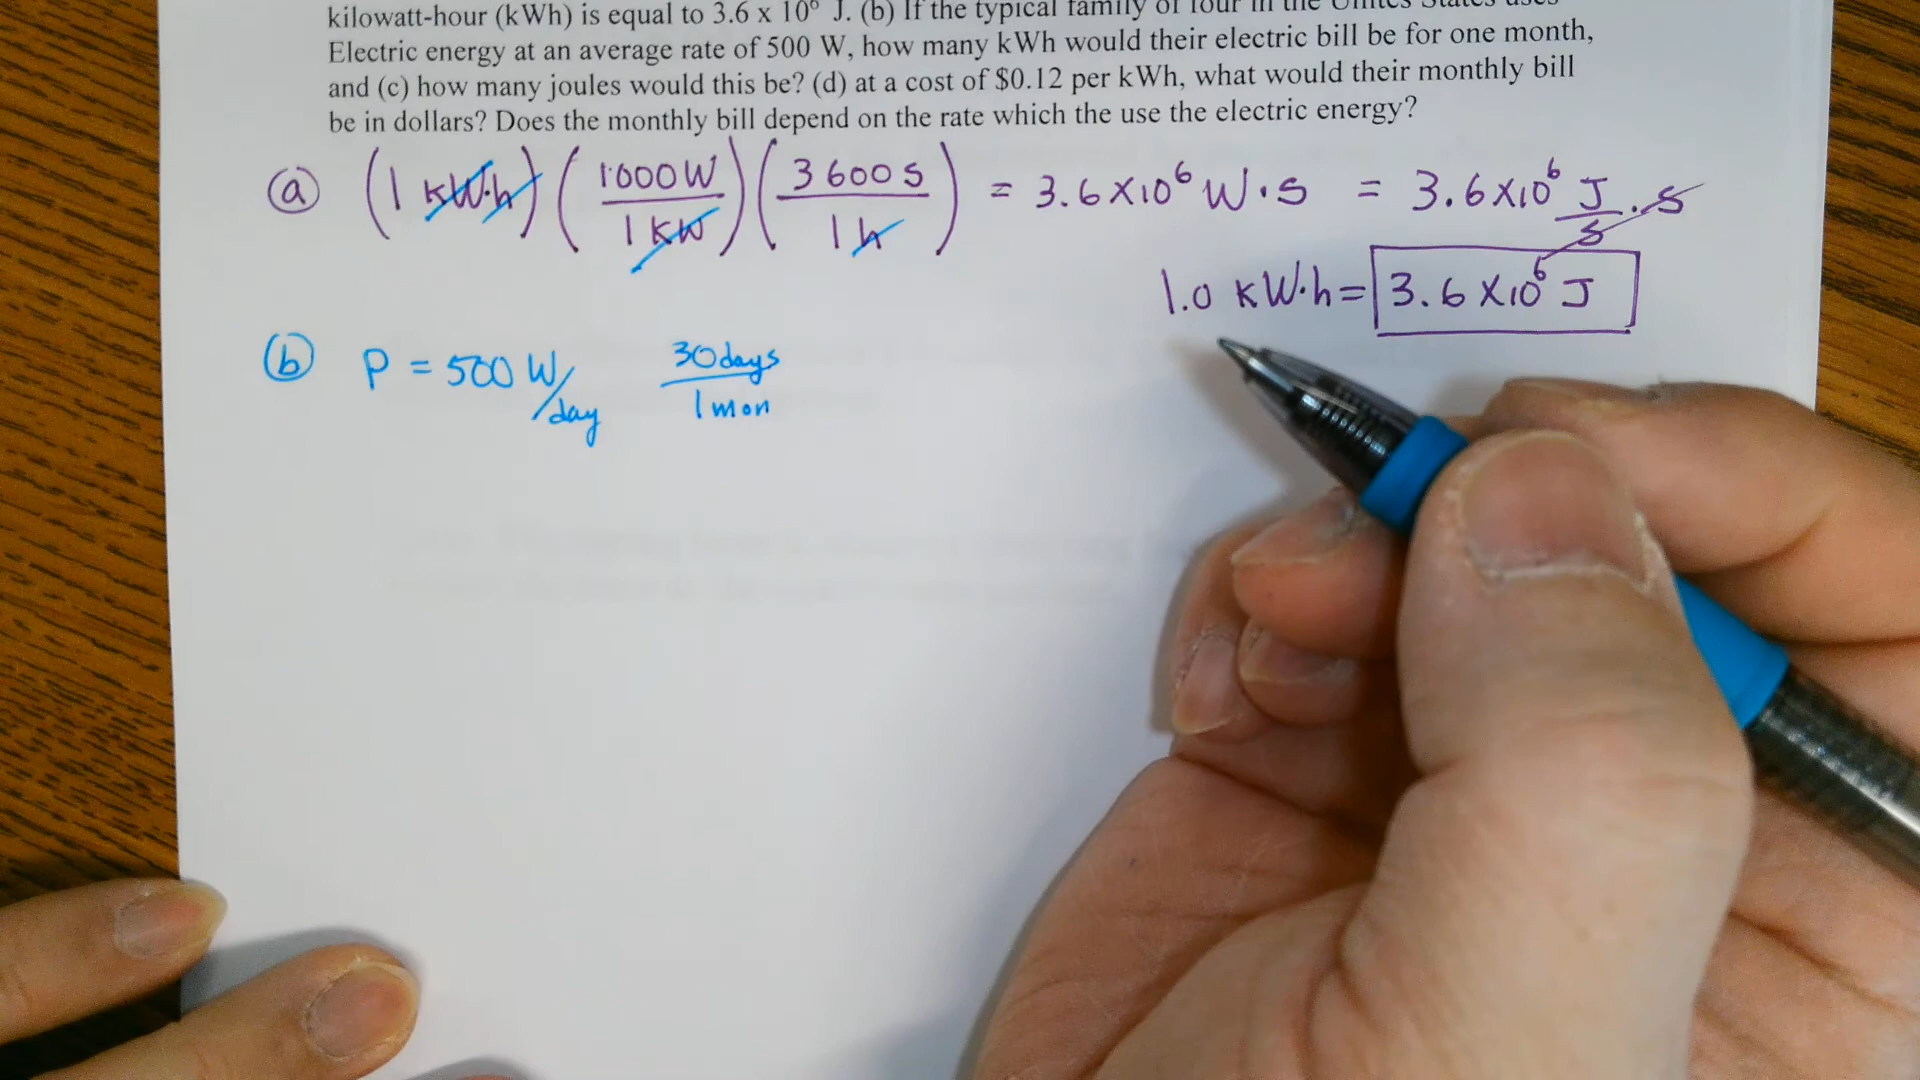 kilowatt-hour (kWh) is equal to 3.6 x 10⁶ J. (b) If the typical family of four in the States uses
Electric energy at an average rate of 500 W, how many kWh would their electric bill be for one month,
and (c) how many joules would this be? (d) at a cost of $0.12 per kWh, what would their monthly bill
be in dollars? Does the monthly bill depend on the rate which the use the electric energy?
(a) (1 kW·h) (1000W / 1 kW) (3600 s / 1 h) = 3.6 X10⁶ W·s = 3.6 X10⁶ J/s · s
1.0 kW·h = 3.6 X10⁶ J
(b) P = 500 W/day 30 days / 1 mon